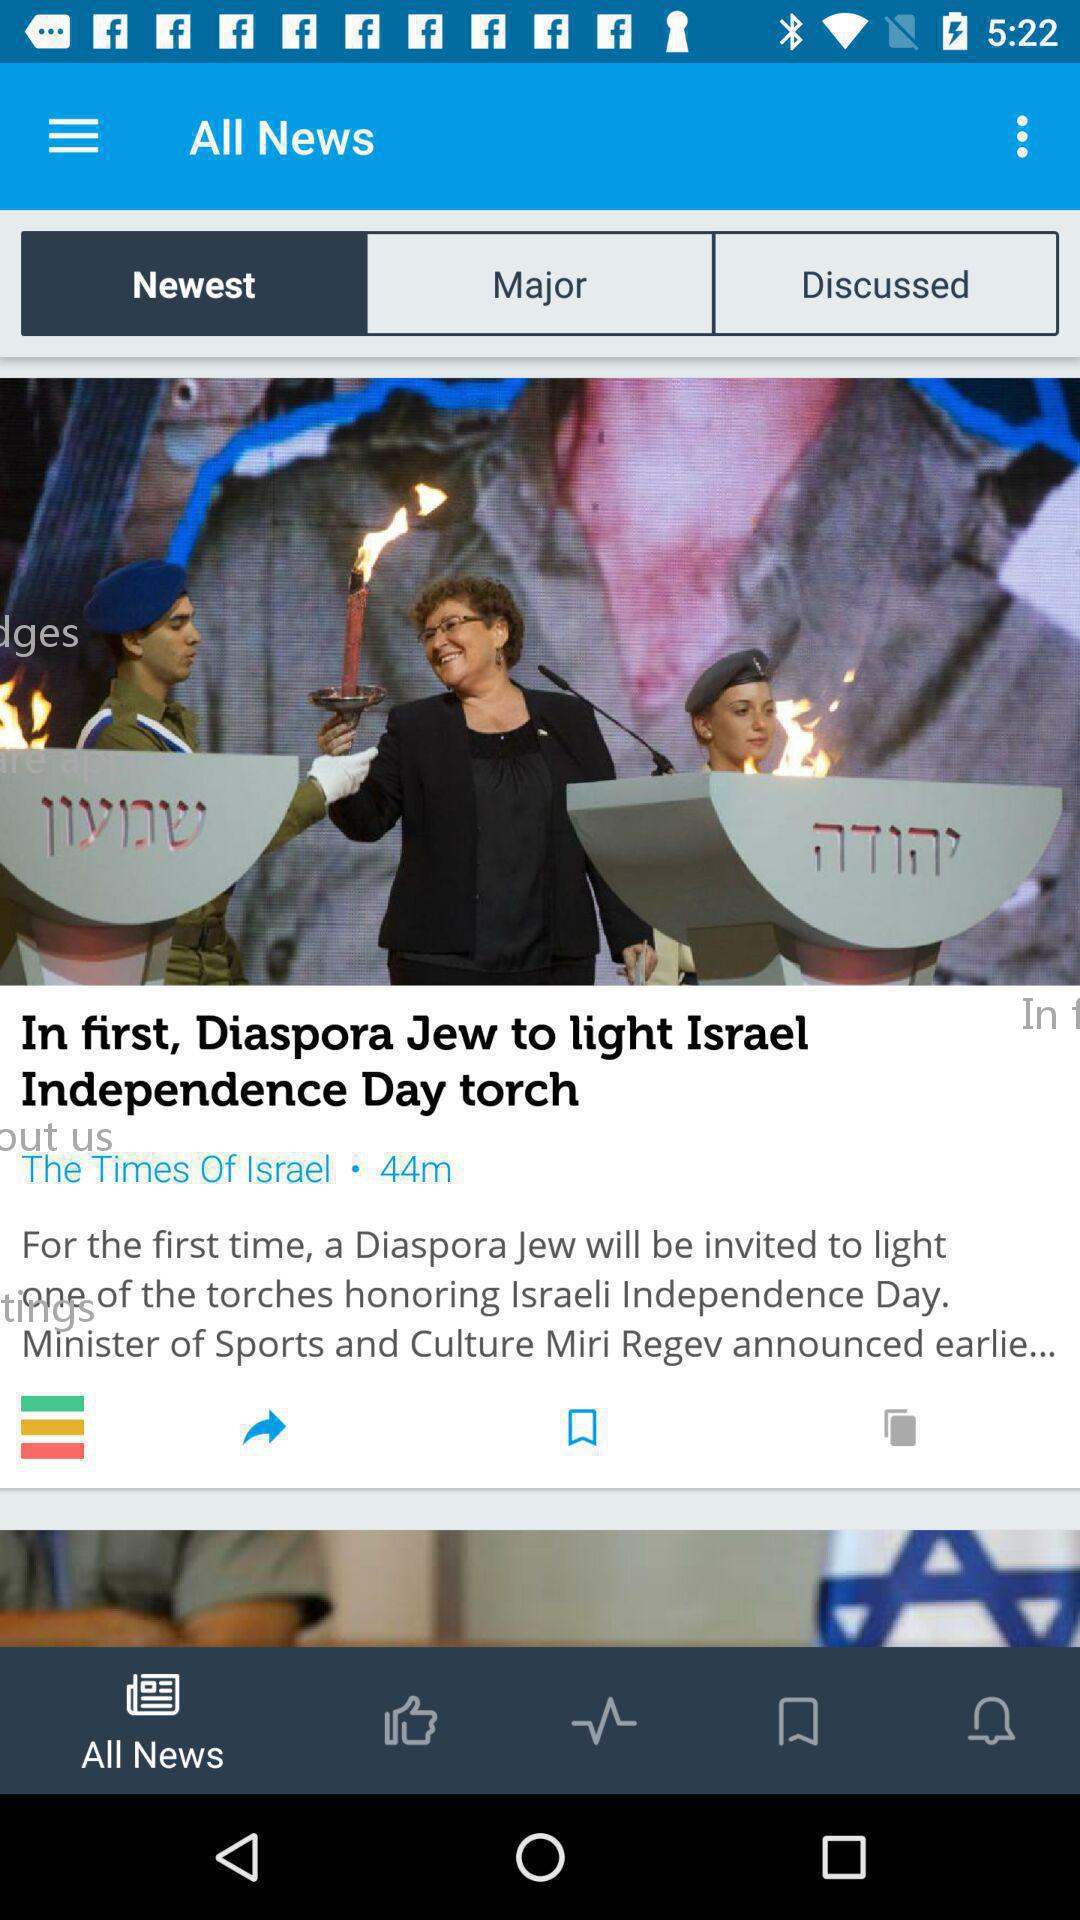 5:22
All News
Newest
Major
Discussed
dges
are ap
שמעון
יהודה
In first, Diaspora Jew to light Israel
Independence Day torch
In f
out us
The Times Of Israel • 44m
For the first time, a Diaspora Jew will be invited to light
one of the torches honoring Israeli Independence Day.
tings
Minister of Sports and Culture Miri Regev announced earlie...
All News